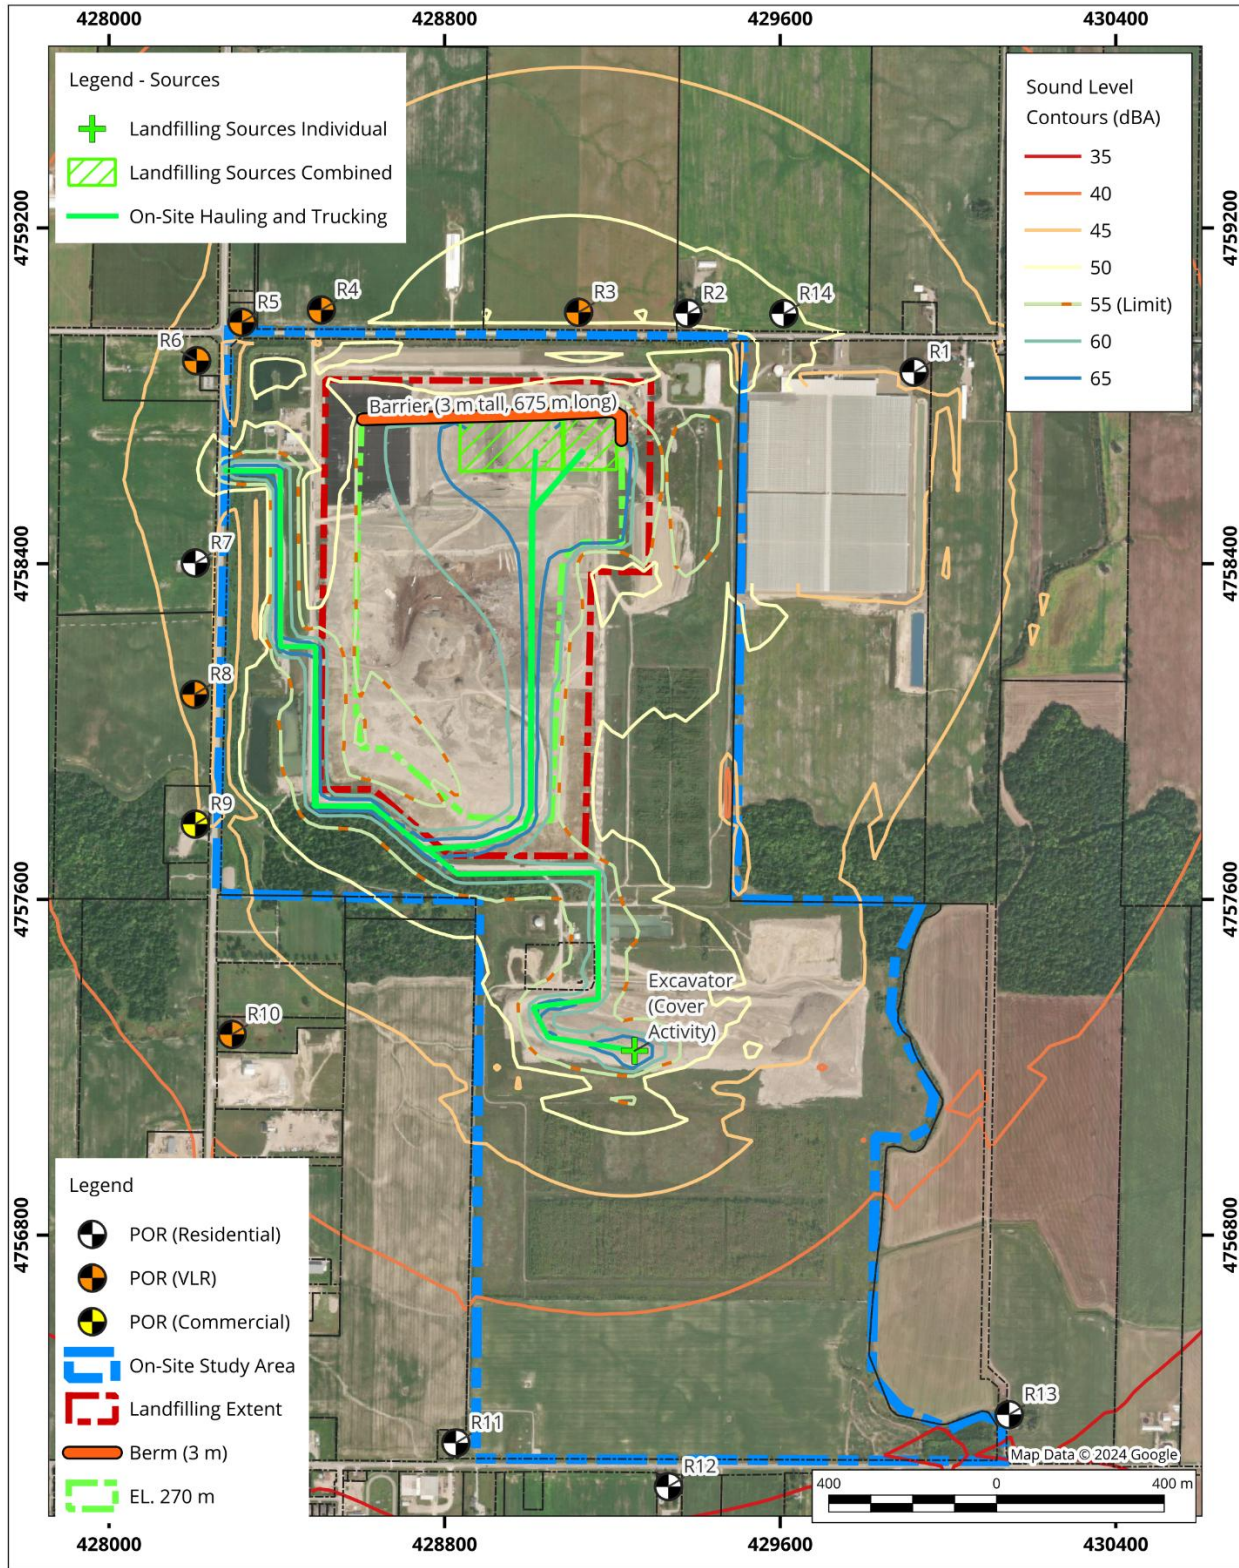 428000
428800
429600
430400
Legend - Sources
Landfilling Sources Individual
Landfilling Sources Combined
On-Site Hauling and Trucking
Sound Level
Contours (dBA)
35
40
45
50
55 (Limit)
60
65
4759200
4759200
R5
R4
R3
R2
R14
R6
R1
Barrier (3 m tall, 675 m long)
4758400
4758400
R7
R8
R9
4757600
4757600
Excavator
(Cover
Activity)
R10
Legend
POR (Residential)
POR (VLR)
POR (Commercial)
On-Site Study Area
Landfilling Extent
Berm (3 m)
EL. 270 m
4756800
4756800
R11
R12
R13
Map Data © 2024 Google
400
0
400 m
428000
428800
429600
430400